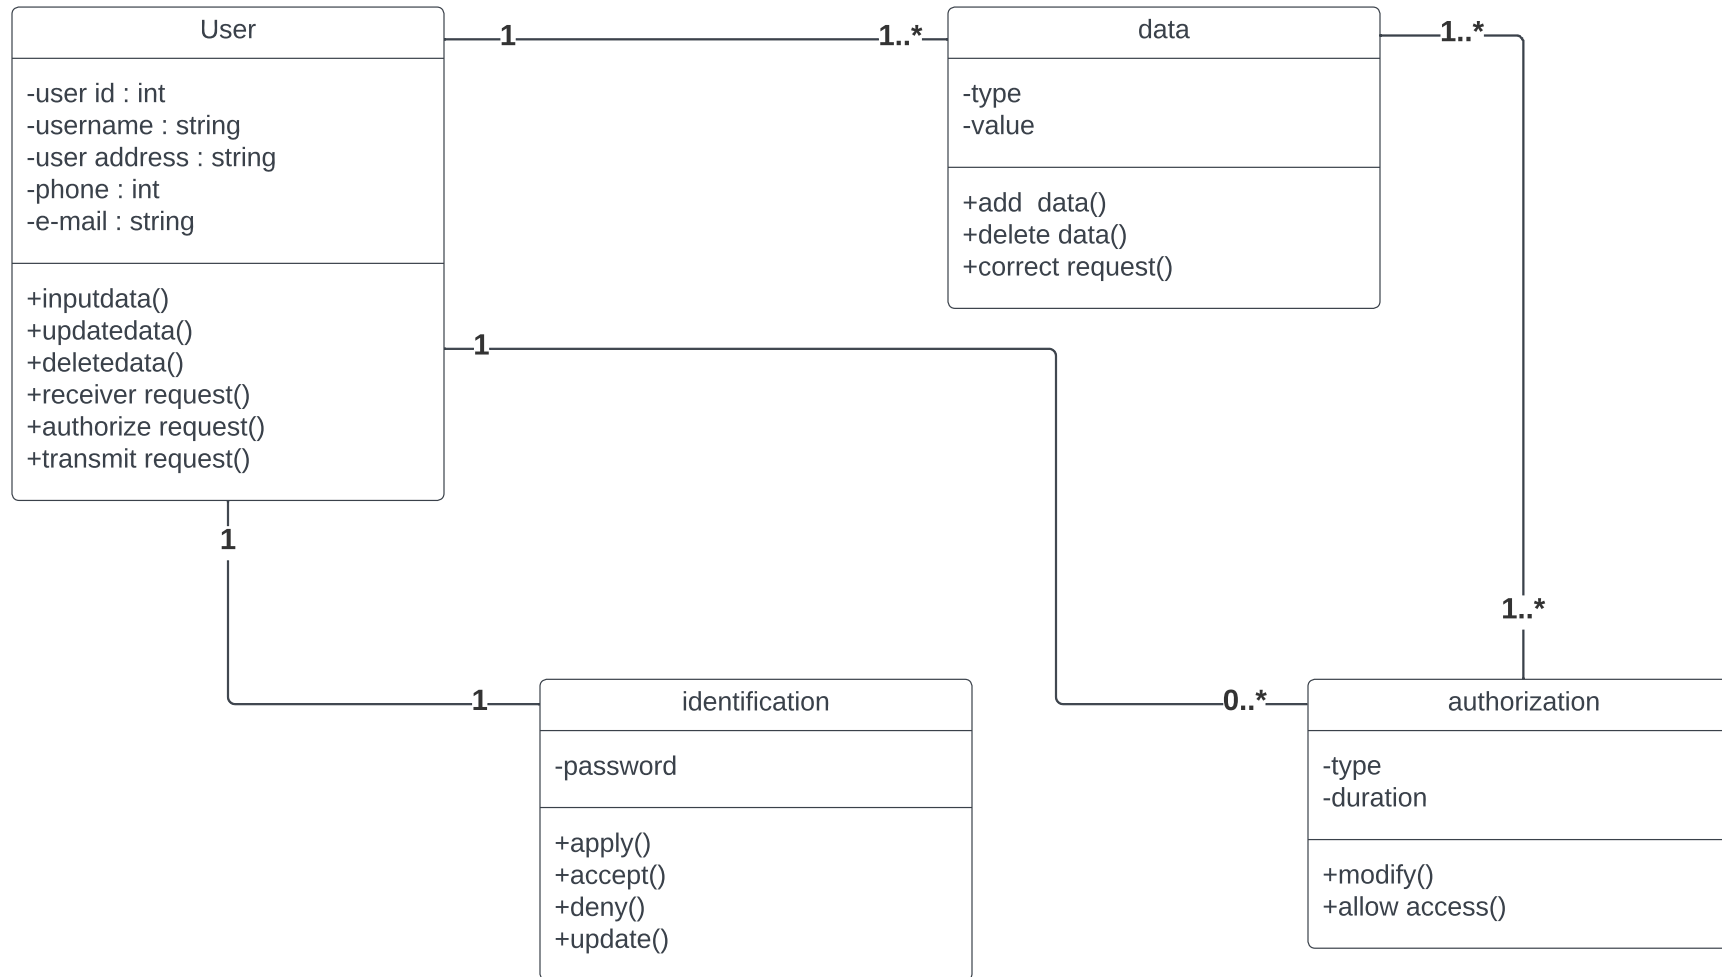 User
-user id : int
-username : string
-user address : string
-phone : int
-e-mail : string
+inputdata()
+updatedata()
+deletedata()
+receiver request()
+authorize request()
+transmit request()
1
1..*
data
-type
-value
+add  data()
+delete data()
+correct request()
1..*
1
1
1..*
1
identification
-password
+apply()
+accept()
+deny()
+update()
0..*
authorization
-type
-duration
+modify()
+allow access()